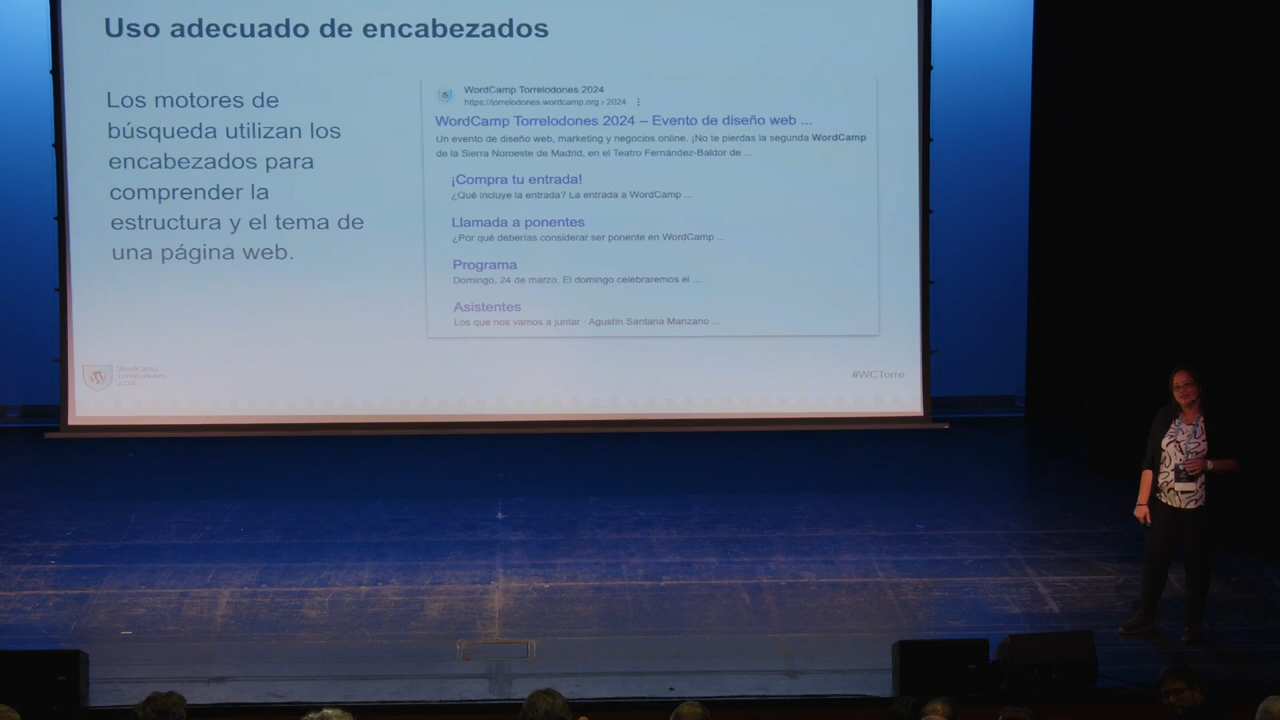 Uso adecuado de encabezados
Los motores de
búsqueda utilizan los
encabezados para
comprender la
estructura y el tema de
una página web.
WordCamp Torrelodones 2024
https://torrelodones.wordcamp.org › 2024
WordCamp Torrelodones 2024 – Evento de diseño web ...
Un evento de diseño web, marketing y negocios online. ¡No te pierdas la segunda WordCamp
de la Sierra Noroeste de Madrid, en el Teatro Fernández-Baldor de ...
¡Compra tu entrada!
¿Qué incluye la entrada? La entrada a WordCamp ...
Llamada a ponentes
¿Por qué deberías considerar ser ponente en WordCamp ...
Programa
Domingo, 24 de marzo. El domingo celebraremos el ...
Asistentes
Los que nos vamos a juntar · Agustín Santana Manzano ...
WordCamp
Torrelodones
2024
#WCTorre